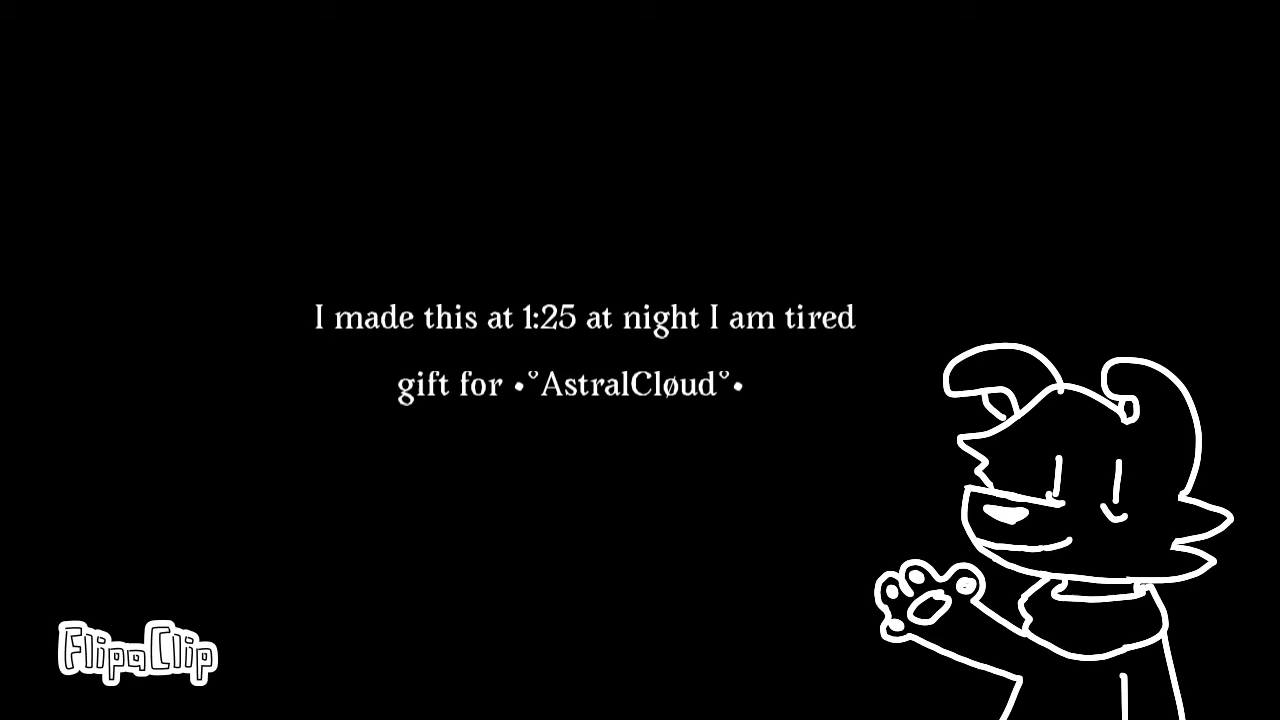 I made this at 1:25 at night I am tired
gift for •°AstralCløud°•
FlipaClip